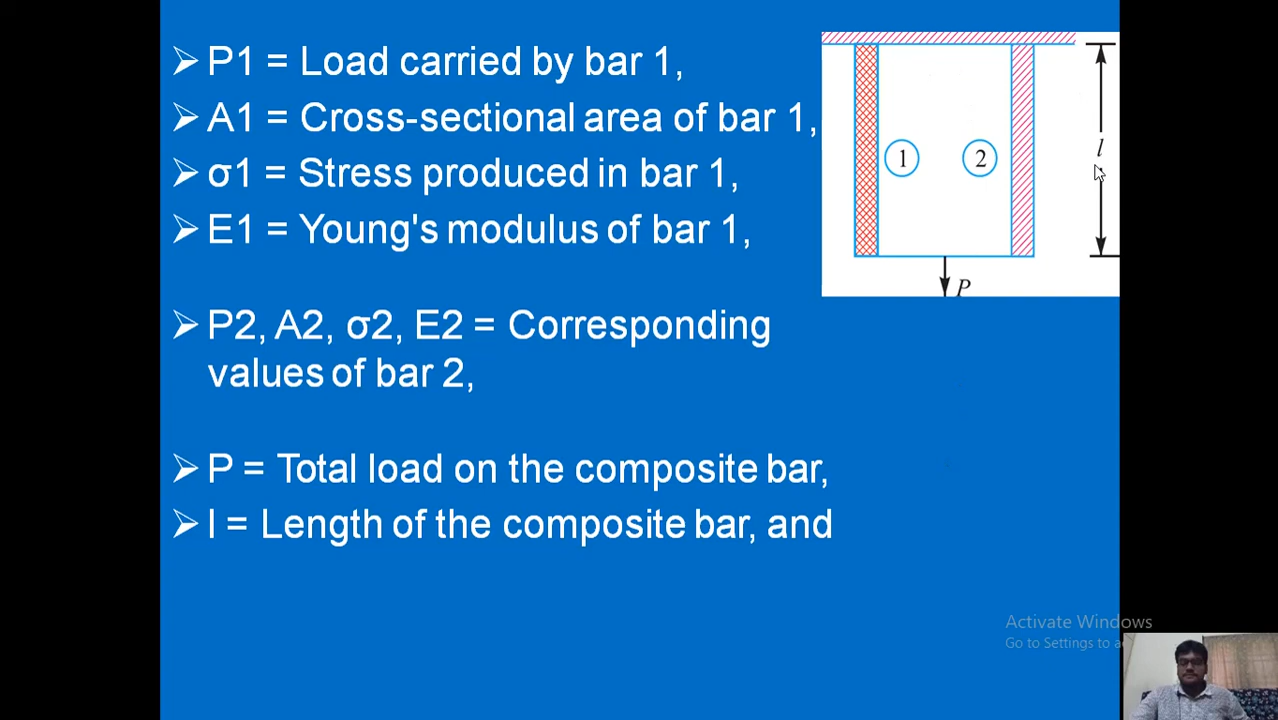 ➢ P1 = Load carried by bar 1,
➢ A1 = Cross-sectional area of bar 1,
➢ σ1 = Stress produced in bar 1,
➢ E1 = Young's modulus of bar 1,
➢ P2, A2, σ2, E2 = Corresponding
values of bar 2,
➢ P = Total load on the composite bar,
➢ l = Length of the composite bar, and
1 2
l
P
Activate Windows
Go to Settings to a